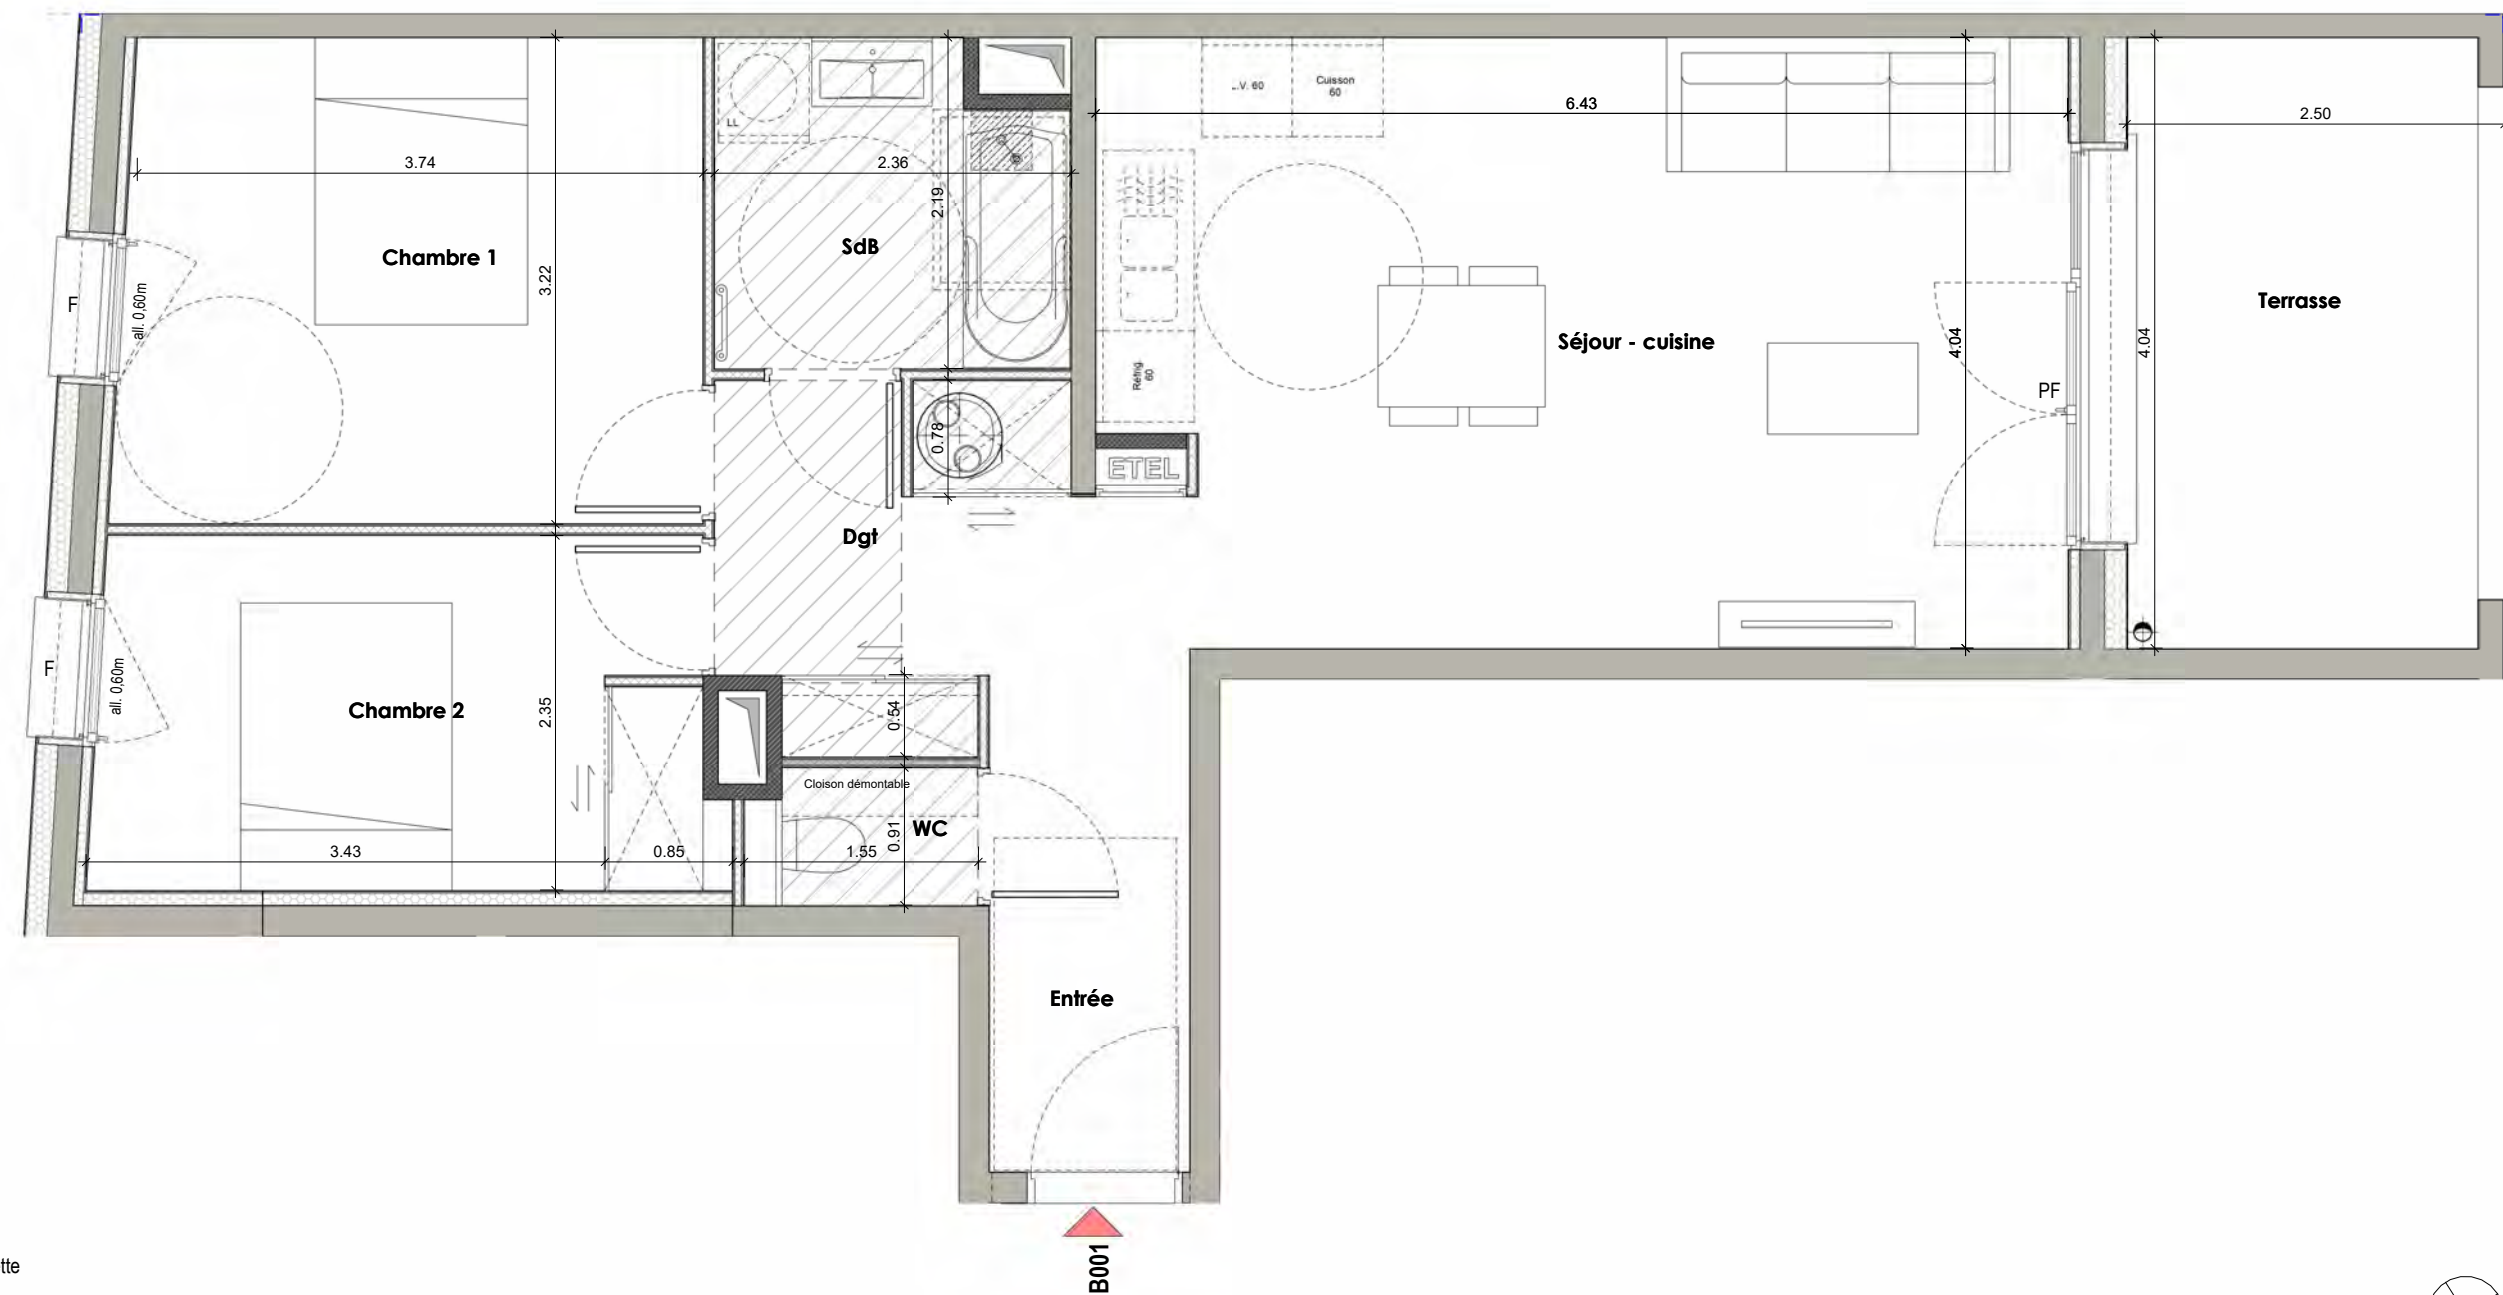 Cuisson
60
..V. 60
6.43
2.50
LL
3.74
2.36
2.19
SdB
Chambre 1
3.22
F
all. 0,60m
Terrasse
Séjour - cuisine
4.04
4.04
Réfrig
60
PF
0.78
ETEL
Dgt
F
all. 0,60m
Chambre 2
2.35
0.54
Cloison démontable
0.91
WC
3.43
0.85
1.55
Entrée
B001
tte